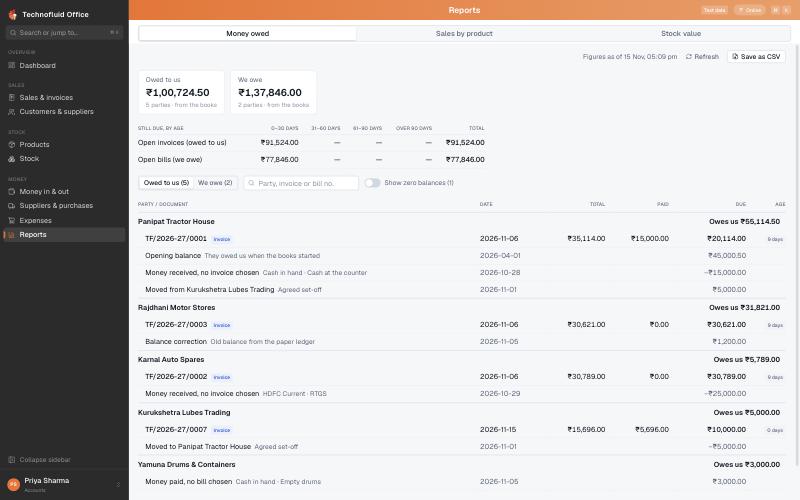 Technofluid Office
Reports
Test data
Online
Search or jump to...
Money owed
Sales by product
Stock value
OVERVIEW
Dashboard
Figures as of 15 Nov, 05:09 pm
Refresh
Save as CSV
SALES
Sales & invoices
Customers & suppliers
STOCK
Products
Stock
MONEY
Money in & out
Suppliers & purchases
Expenses
Reports
Collapse sidebar
PS
Priya Sharma
Accounts
Owed to us
₹1,00,724.50
5 parties · from the books
We owe
₹1,37,846.00
2 parties · from the books
STILL DUE, BY AGE 0–30 DAYS 31–60 DAYS 61–90 DAYS OVER 90 DAYS TOTAL
Open invoices (owed to us) ₹91,524.00 — — — ₹91,524.00
Open bills (we owe) ₹77,846.00 — — — ₹77,846.00
Owed to us (5) We owe (2) Party, invoice or bill no. Show zero balances (1)
PARTY / DOCUMENT DATE TOTAL PAID DUE AGE
Panipat Tractor House Owes us ₹55,114.50
TF/2026-27/0001 Invoice 2026-11-06 ₹35,114.00 ₹15,000.00 ₹20,114.00 9 days
Opening balance They owed us when the books started 2026-04-01 ₹45,000.50
Money received, no invoice chosen Cash in hand · Cash at the counter 2026-10-28 −₹15,000.00
Moved from Kurukshetra Lubes Trading Agreed set-off 2026-11-01 ₹5,000.00
Rajdhani Motor Stores Owes us ₹31,821.00
TF/2026-27/0003 Invoice 2026-11-06 ₹30,621.00 ₹0.00 ₹30,621.00 9 days
Balance correction Old balance from the paper ledger 2026-11-05 ₹1,200.00
Karnal Auto Spares Owes us ₹5,789.00
TF/2026-27/0002 Invoice 2026-11-06 ₹30,789.00 ₹0.00 ₹30,789.00 9 days
Money received, no invoice chosen HDFC Current · RTGS 2026-10-29 −₹25,000.00
Kurukshetra Lubes Trading Owes us ₹5,000.00
TF/2026-27/0007 Invoice 2026-11-15 ₹15,696.00 ₹5,696.00 ₹10,000.00 0 days
Moved to Panipat Tractor House Agreed set-off 2026-11-01 −₹5,000.00
Yamuna Drums & Containers Owes us ₹3,000.00
Money paid, no bill chosen Cash in hand · Empty drums 2026-11-05 ₹3,000.00